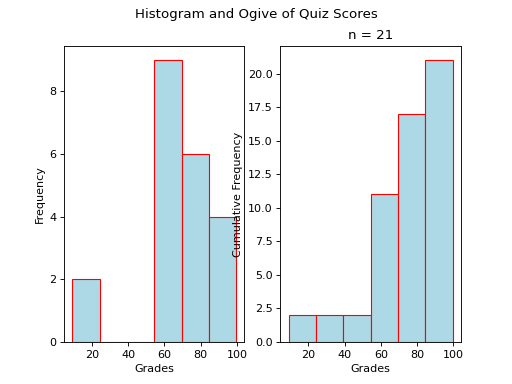 Histogram and Ogive of Quiz Scores
n = 21
Frequency
8
6
4
2
0
20 40 60 80 100
Grades
Cumulative Frequency
20.0
17.5
15.0
12.5
10.0
7.5
5.0
2.5
0.0
20 40 60 80 100
Grades